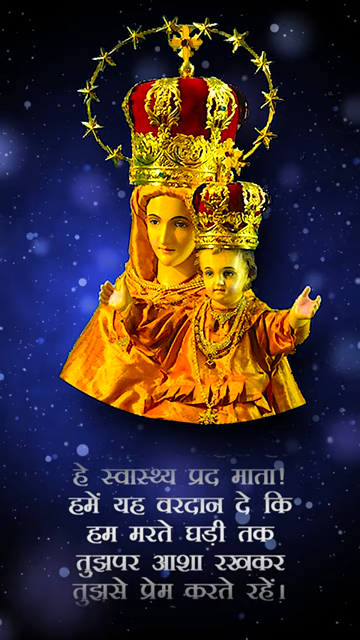 हे स्वास्थ्य प्रद माता!
हमें यह वरदान दे कि
हम मरते घड़ी तक
तुझपर आशा रखकर
तुझसे प्रेम करते रहें।